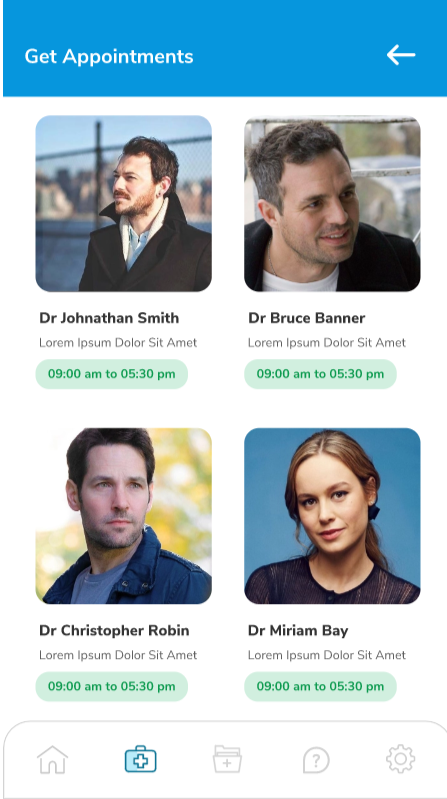 Get Appointments
Dr Johnathan Smith
Lorem Ipsum Dolor Sit Amet
09:00 am to 05:30 pm
Dr Bruce Banner
Lorem Ipsum Dolor Sit Amet
09:00 am to 05:30 pm
Dr Christopher Robin
Lorem Ipsum Dolor Sit Amet
09:00 am to 05:30 pm
Dr Miriam Bay
Lorem Ipsum Dolor Sit Amet
09:00 am to 05:30 pm
?